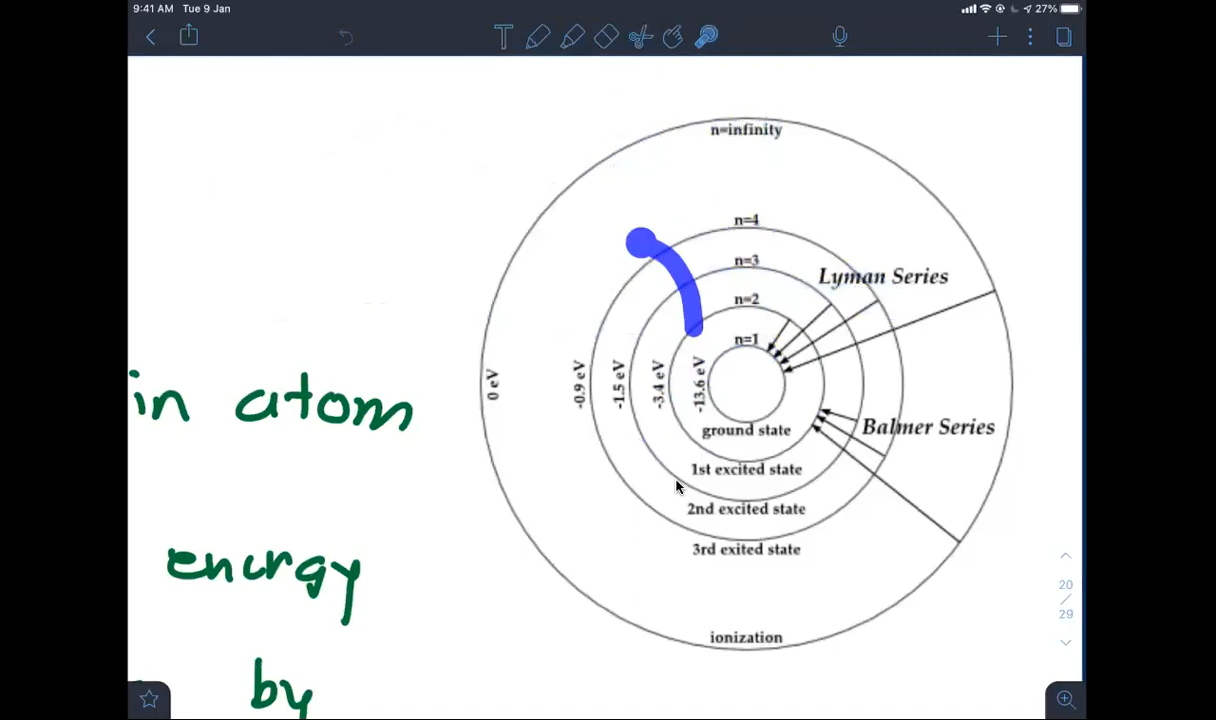 9:41 AM Tue 9 Jan
27%
T
n=infinity
n=4
n=3
Lyman Series
n=2
n=1
0 eV
-0.9 eV
-1.5 eV
-3.4 eV
-13.6 eV
in atom
Balmer Series
ground state
1st excited state
2nd excited state
3rd exited state
energy
20
/
29
ionization
by